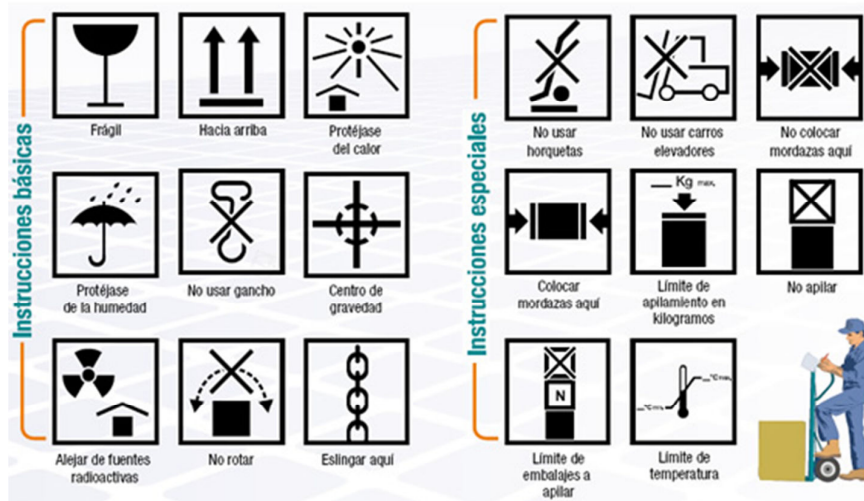 Instrucciones básicas
Frágil
Hacia arriba
Protéjase
del calor
Protéjase
de la humedad
No usar gancho
Centro de
gravedad
Alejar de fuentes
radioactivas
No rotar
Eslingar aquí
Instrucciones especiales
No usar
horquetas
No usar carros
elevadores
No colocar
mordazas aquí
Colocar
mordazas aquí
Kg max.
Límite de
apilamiento en
kilogramos
No apilar
N
Límite de
embalajes a
apilar
°C max.
°C min.
Límite de
temperatura